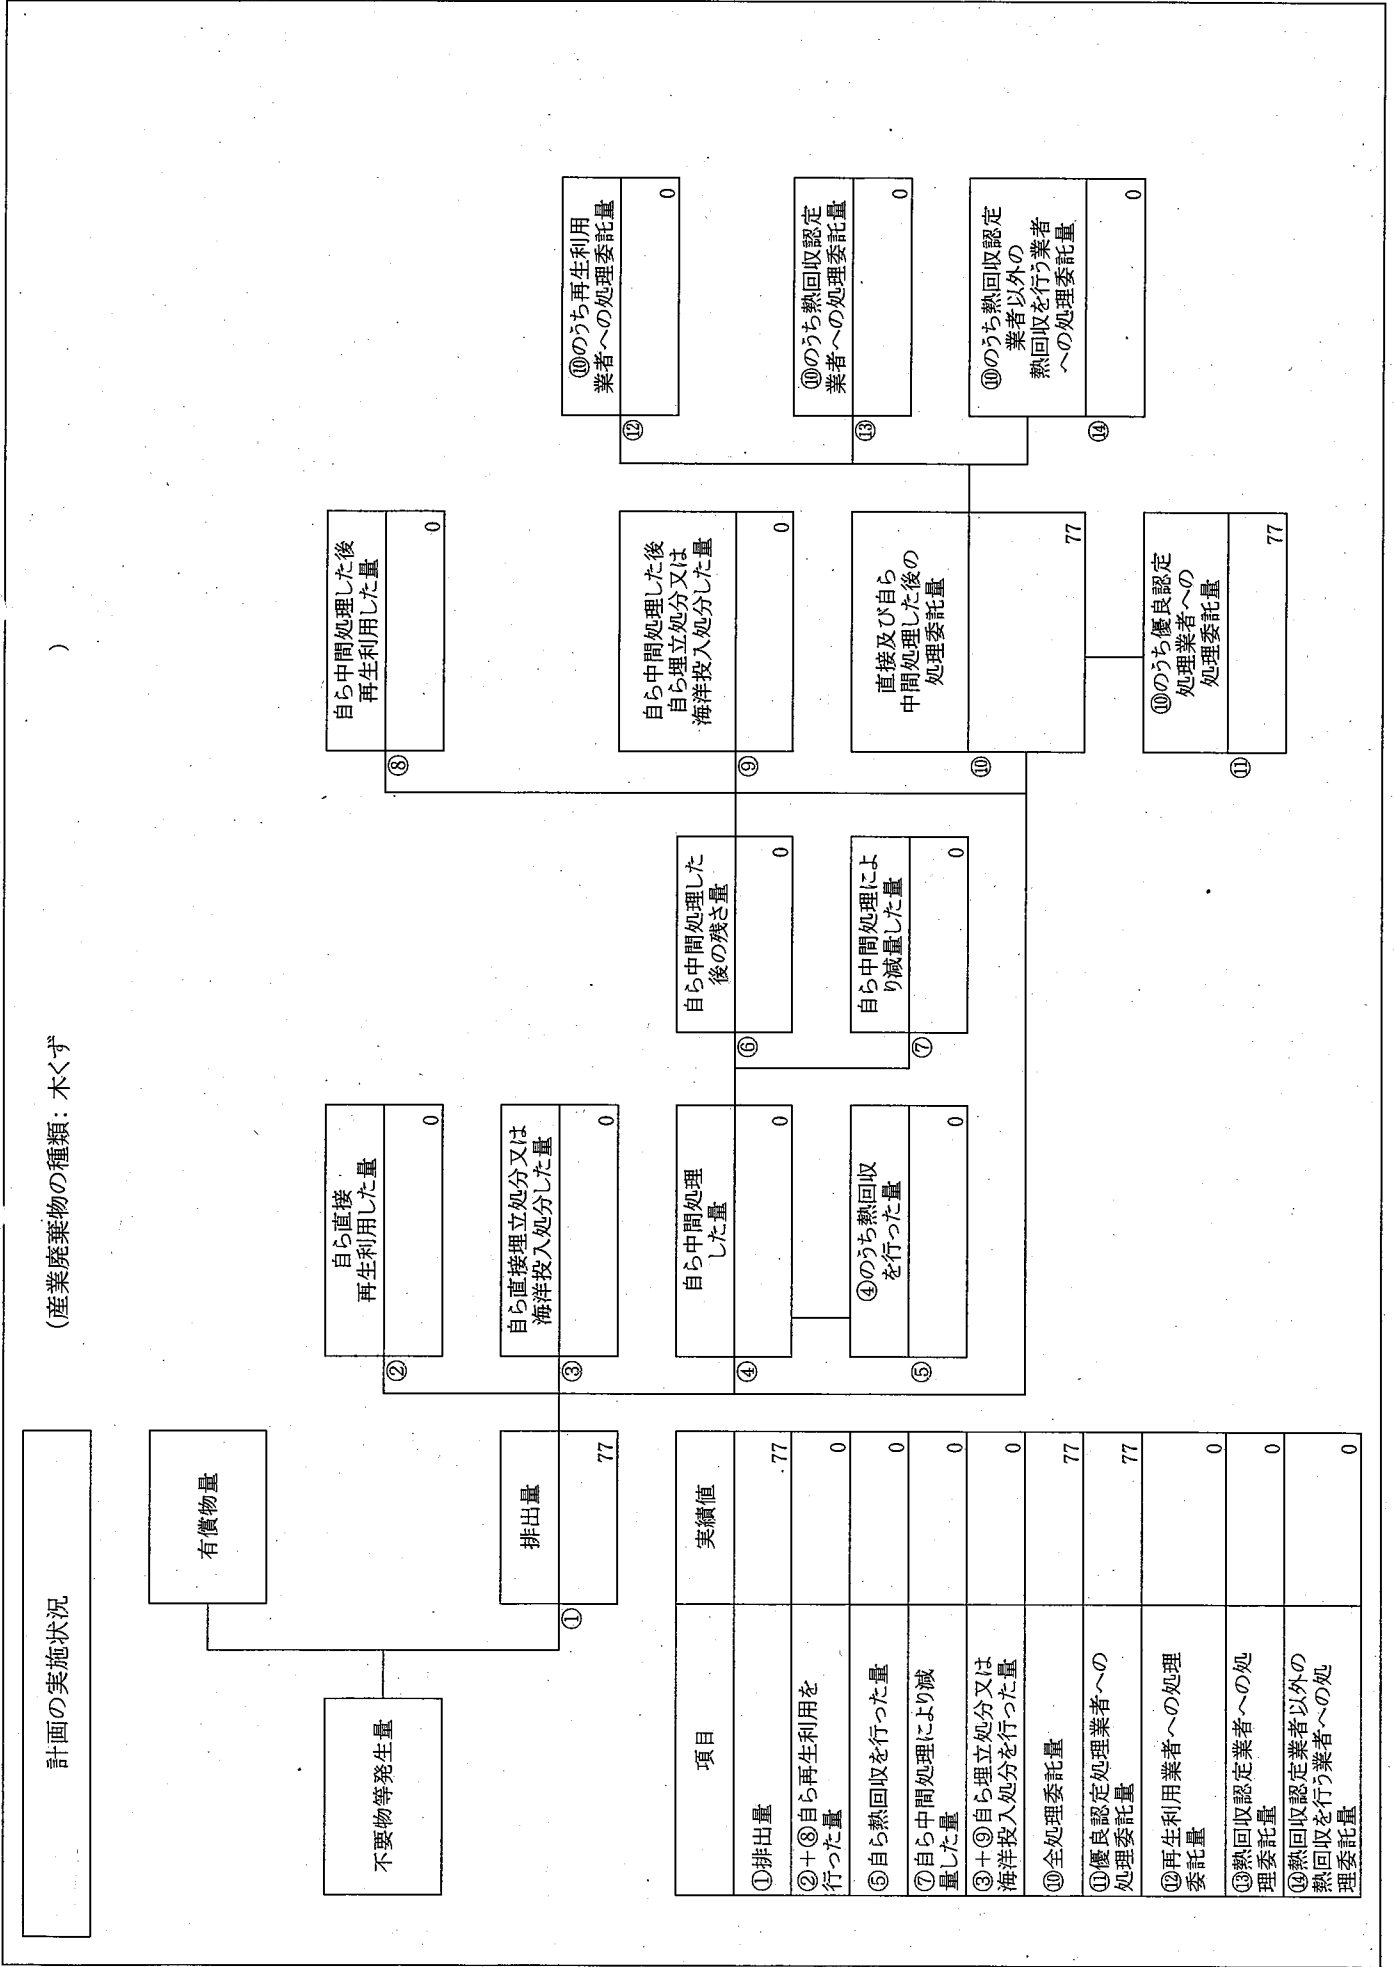 計画の実施状況
(産業廃棄物の種類：木くず
)
不要物等発生量
有償物量
①
排出量
77
②
自ら直接
再生利用した量
0
③
自ら直接埋立処分又は
海洋投入処分した量
0
④
自ら中間処理
した量
0
⑤
④のうち熱回収
を行った量
0
⑥
自ら中間処理した
後の残さ量
0
⑦
自ら中間処理によ
り減量した量
0
⑧
自ら中間処理した後
再生利用した量
0
⑨
自ら中間処理した後
自ら埋立処分又は
海洋投入処分した量
0
⑩
直接及び自ら
中間処理した後の
処理委託量
77
⑪
⑩のうち優良認定
処理業者への
処理委託量
77
⑫
⑩のうち再生利用
業者への処理委託量
0
⑬
⑩のうち熱回収認定
業者への処理委託量
0
⑭
⑩のうち熱回収認定
業者以外の
熱回収を行う業者
への処理委託量
0
項目 実績値
①排出量 77
②＋⑧自ら再生利用を
行った量 0
⑤自ら熱回収を行った量 0
⑦自ら中間処理により減
量した量 0
③＋⑨自ら埋立処分又は
海洋投入処分を行った量 0
⑩全処理委託量 77
⑪優良認定処理業者への
処理委託量 77
⑫再生利用業者への処理
委託量 0
⑬熱回収認定業者への処
理委託量 0
⑭熱回収認定業者以外の
熱回収を行う業者への処
理委託量 0